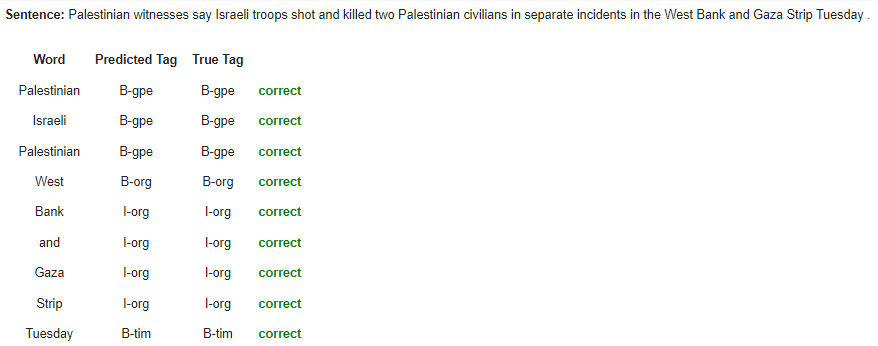 Sentence: Palestinian witnesses say Israeli troops shot and killed two Palestinian civilians in separate incidents in the West Bank and Gaza Strip Tuesday .
Word Predicted Tag True Tag
Palestinian B-gpe B-gpe correct
Israeli B-gpe B-gpe correct
Palestinian B-gpe B-gpe correct
West B-org B-org correct
Bank I-org I-org correct
and I-org I-org correct
Gaza I-org I-org correct
Strip I-org I-org correct
Tuesday B-tim B-tim correct